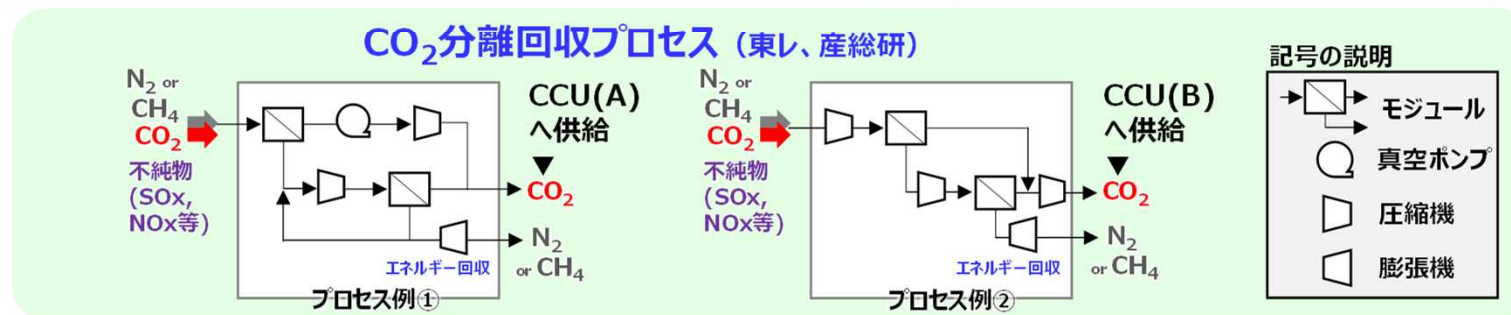 CO₂分離回収プロセス（東レ、産総研）
N₂ or
CH₄
CO₂
不純物
(SOx,
NOx等)
CCU(A)
へ供給
▼
CO₂
N₂
or CH₄
エネルギー回収
プロセス例①
N₂ or
CH₄
CO₂
不純物
(SOx,
NOx等)
CCU(B)
へ供給
▼
CO₂
N₂
or CH₄
エネルギー回収
プロセス例②
記号の説明
モジュール
真空ポンプ
圧縮機
膨張機